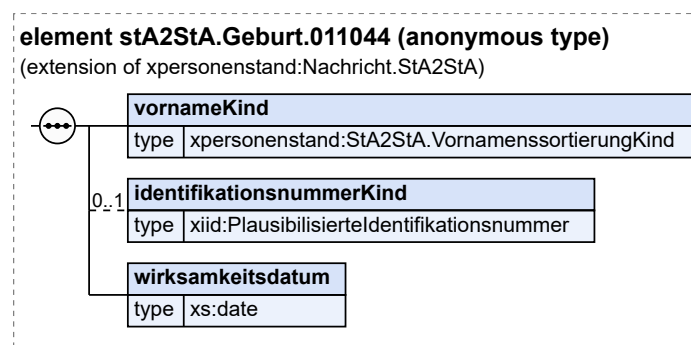 element stA2StA.Geburt.011044 (anonymous type)
(extension of xpersonenstand:Nachricht.StA2StA)
vornameKind
type xpersonenstand:StA2StA.VornamenssortierungKind
0..1
identifikationsnummerKind
type xiid:PlausibilisierteIdentifikationsnummer
wirksamkeitsdatum
type xs:date